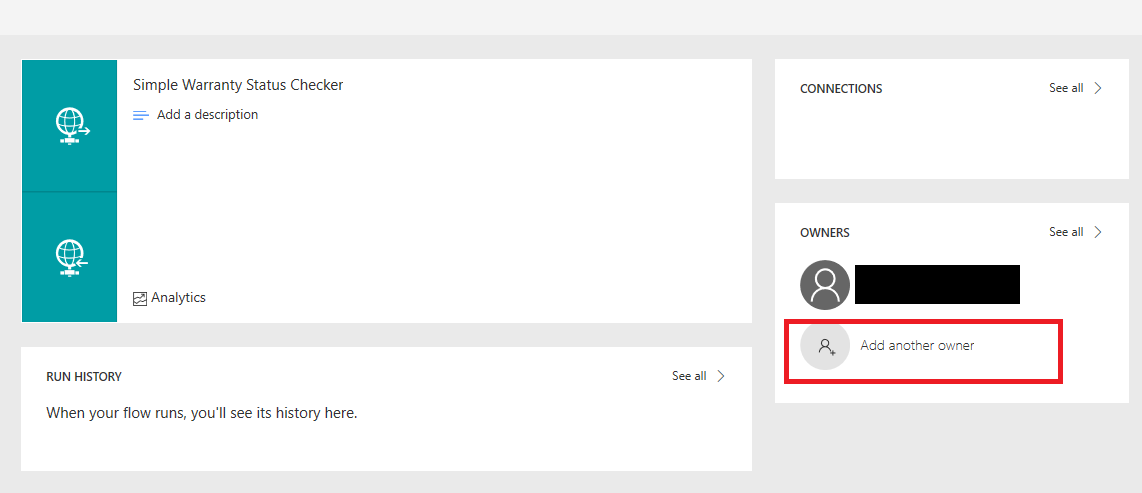 Simple Warranty Status Checker
Add a description
Analytics
RUN HISTORY
See all
When your flow runs, you'll see its history here.
CONNECTIONS
See all
OWNERS
See all
Add another owner